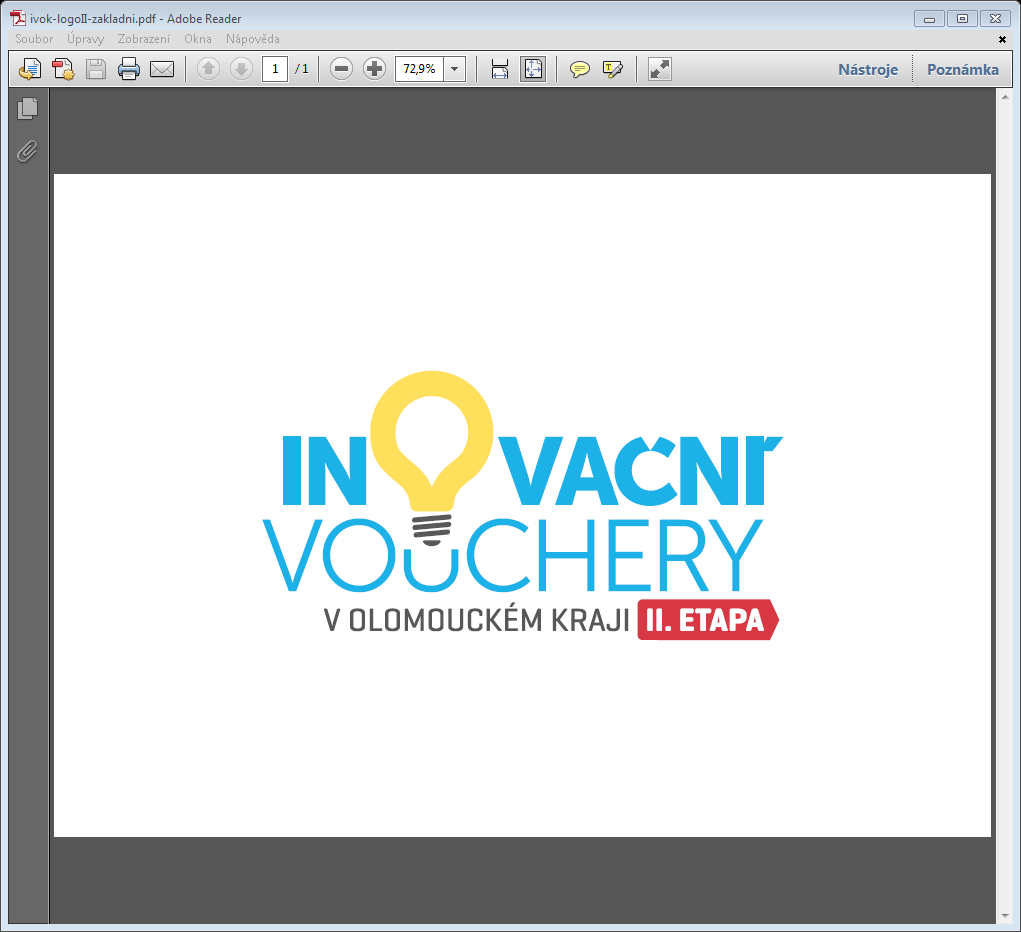 ivok-logoII-zakladni.pdf - Adobe Reader
Soubor Úpravy Zobrazení Okna Nápověda
1 / 1 72,9% Nástroje Poznámka
INOVAČNÍ
VOUCHERY
V OLOMOUCKÉM KRAJI II. ETAPA